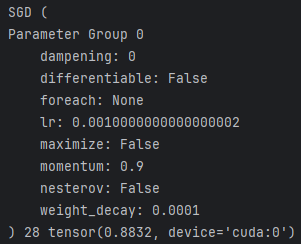 SGD (
Parameter Group 0
    dampening: 0
    differentiable: False
    foreach: None
    lr: 0.0010000000000000002
    maximize: False
    momentum: 0.9
    nesterov: False
    weight_decay: 0.0001
) 28 tensor(0.8832, device='cuda:0')